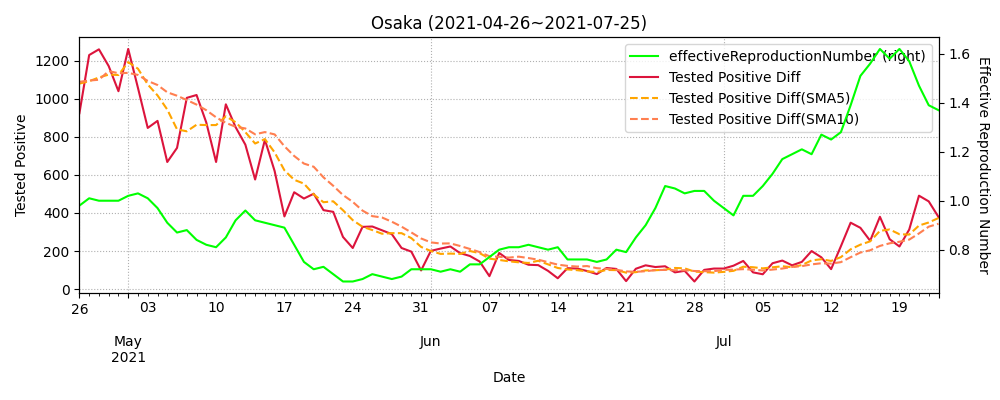 Osaka (2021-04-26~2021-07-25)
effectiveReproductionNumber (right)
Tested Positive Diff
Tested Positive Diff(SMA5)
Tested Positive Diff(SMA10)
Tested Positive
1200
1000
800
600
400
200
0
1.6
1.4
1.2
1.0
0.8
Effective Reproduction Number
26 03 10 17 24 31 07 14 21 28 05 12 19
May Jun Jul
2021
Date